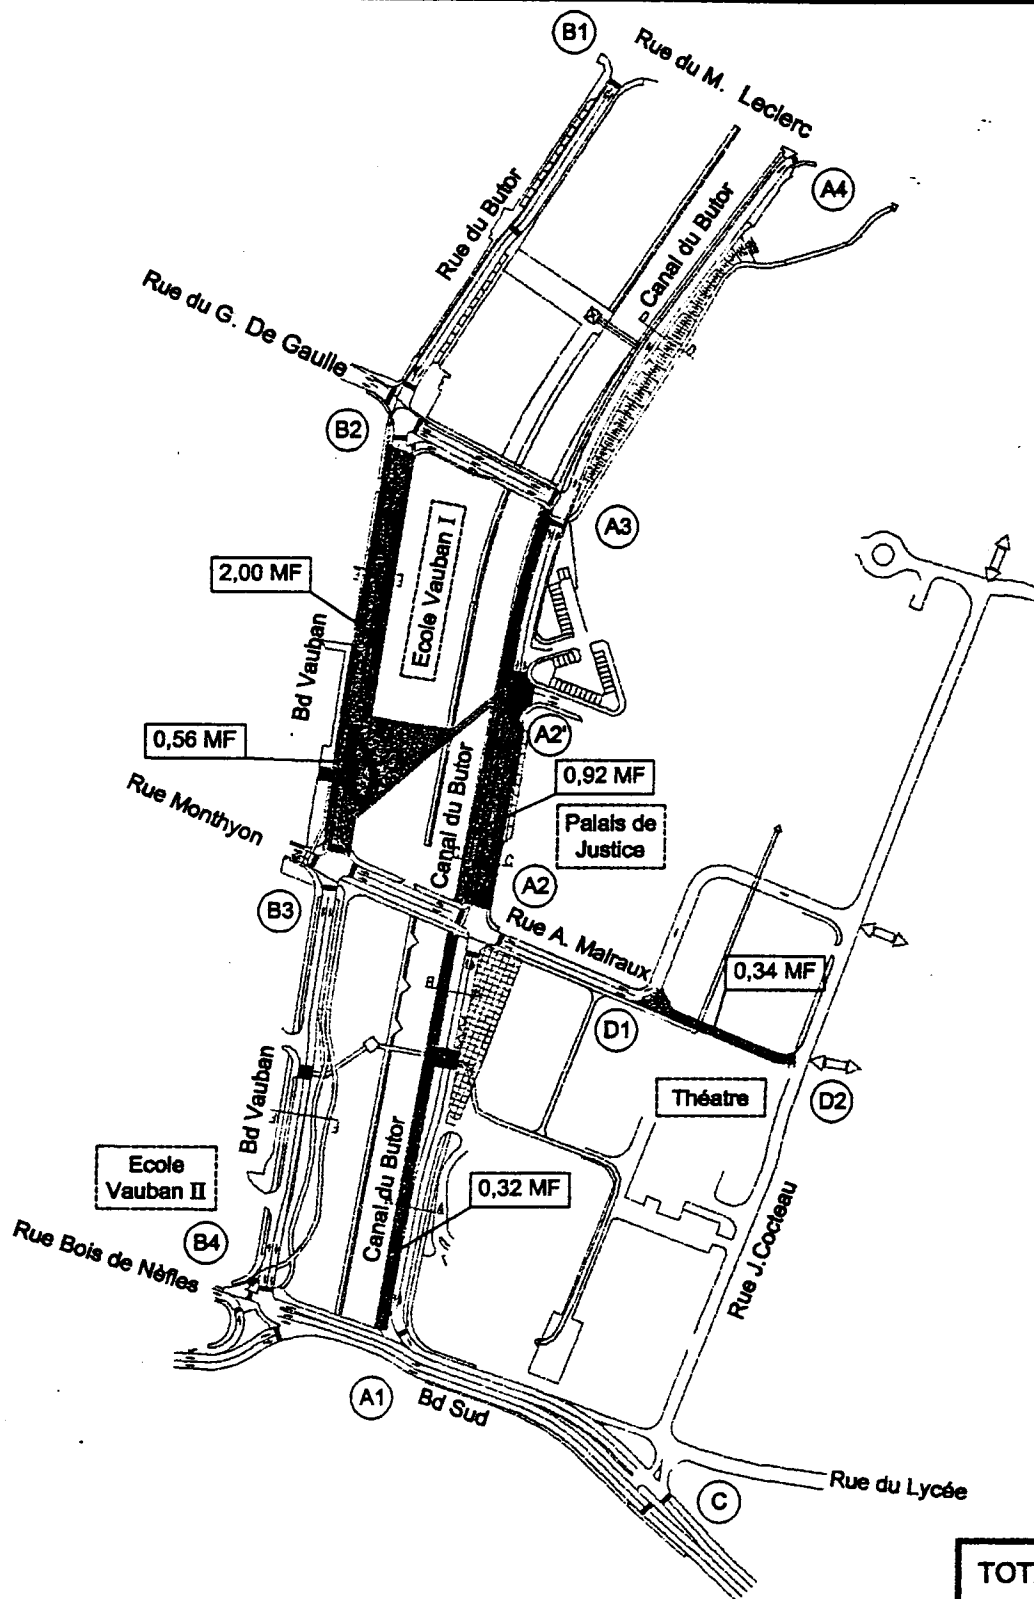 B1
Rue du M. Leclerc
A4
Rue du Butor
Canal du Butor
P
Rue du G. De Gaulle
B2
Ecole Vauban I
A3
2,00 MF
Bd Vauban
0,56 MF
A2'
Canal du Butor
0,92 MF
Rue Monthyon
Palais de
Justice
A2
B3
Rue A. Malraux
0,34 MF
D1
D2
Théatre
Bd Vauban
Canal du Butor
Ecole
Vauban II
0,32 MF
B4
Rue Bois de Nèfles
Rue J.Cocteau
A1
Bd Sud
C
Rue du Lycée
TOT